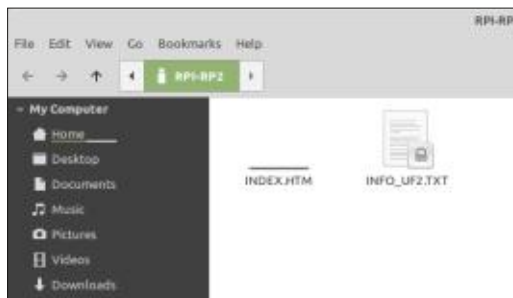 RPI-RP
File Edit View Go Bookmarks Help
RPI-RP2
My Computer
Home
Desktop
Documents
Music
Pictures
Videos
Downloads
INDEX.HTM
INFO_UF2.TXT